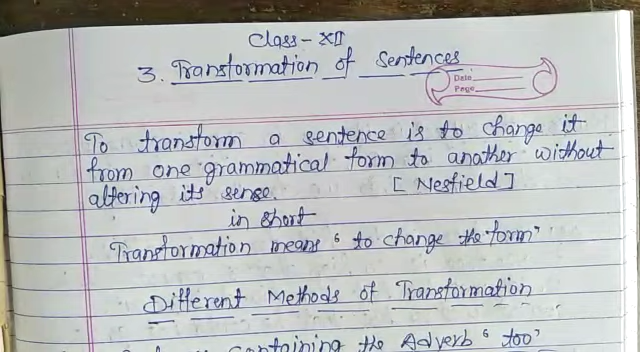 Class - XII
3. Transformation of Sentences
Date
Page
To transform a sentence is to change it
from one grammatical form to another without
altering its sense. [ Nesfield ]
in short
Transformation means 'to change the form'
Different Methods of Transformation
containing the Adverb 'too'